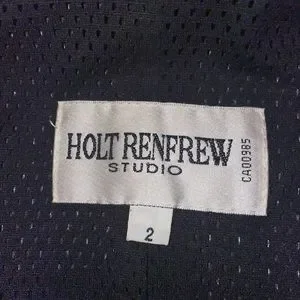 HOLT RENFREW
STUDIO
CA00985
2